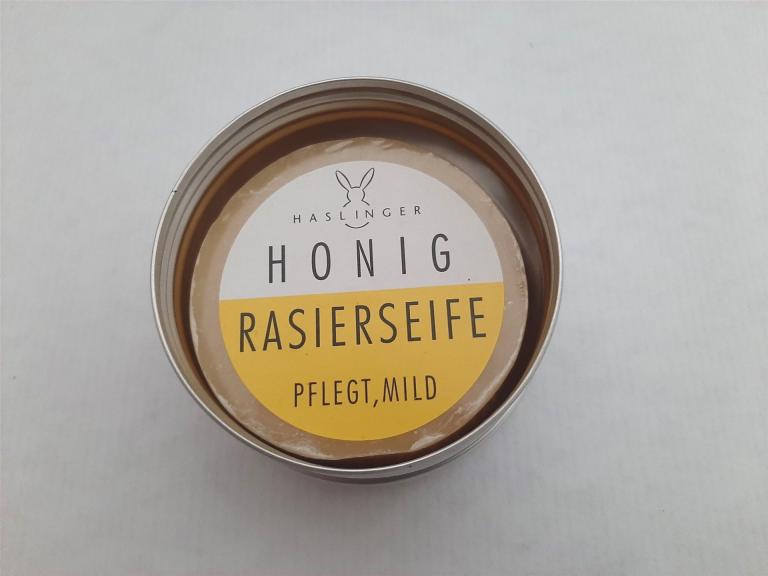 HASLINGER
HONIG
RASIERSEIFE
PFLEGT,MILD